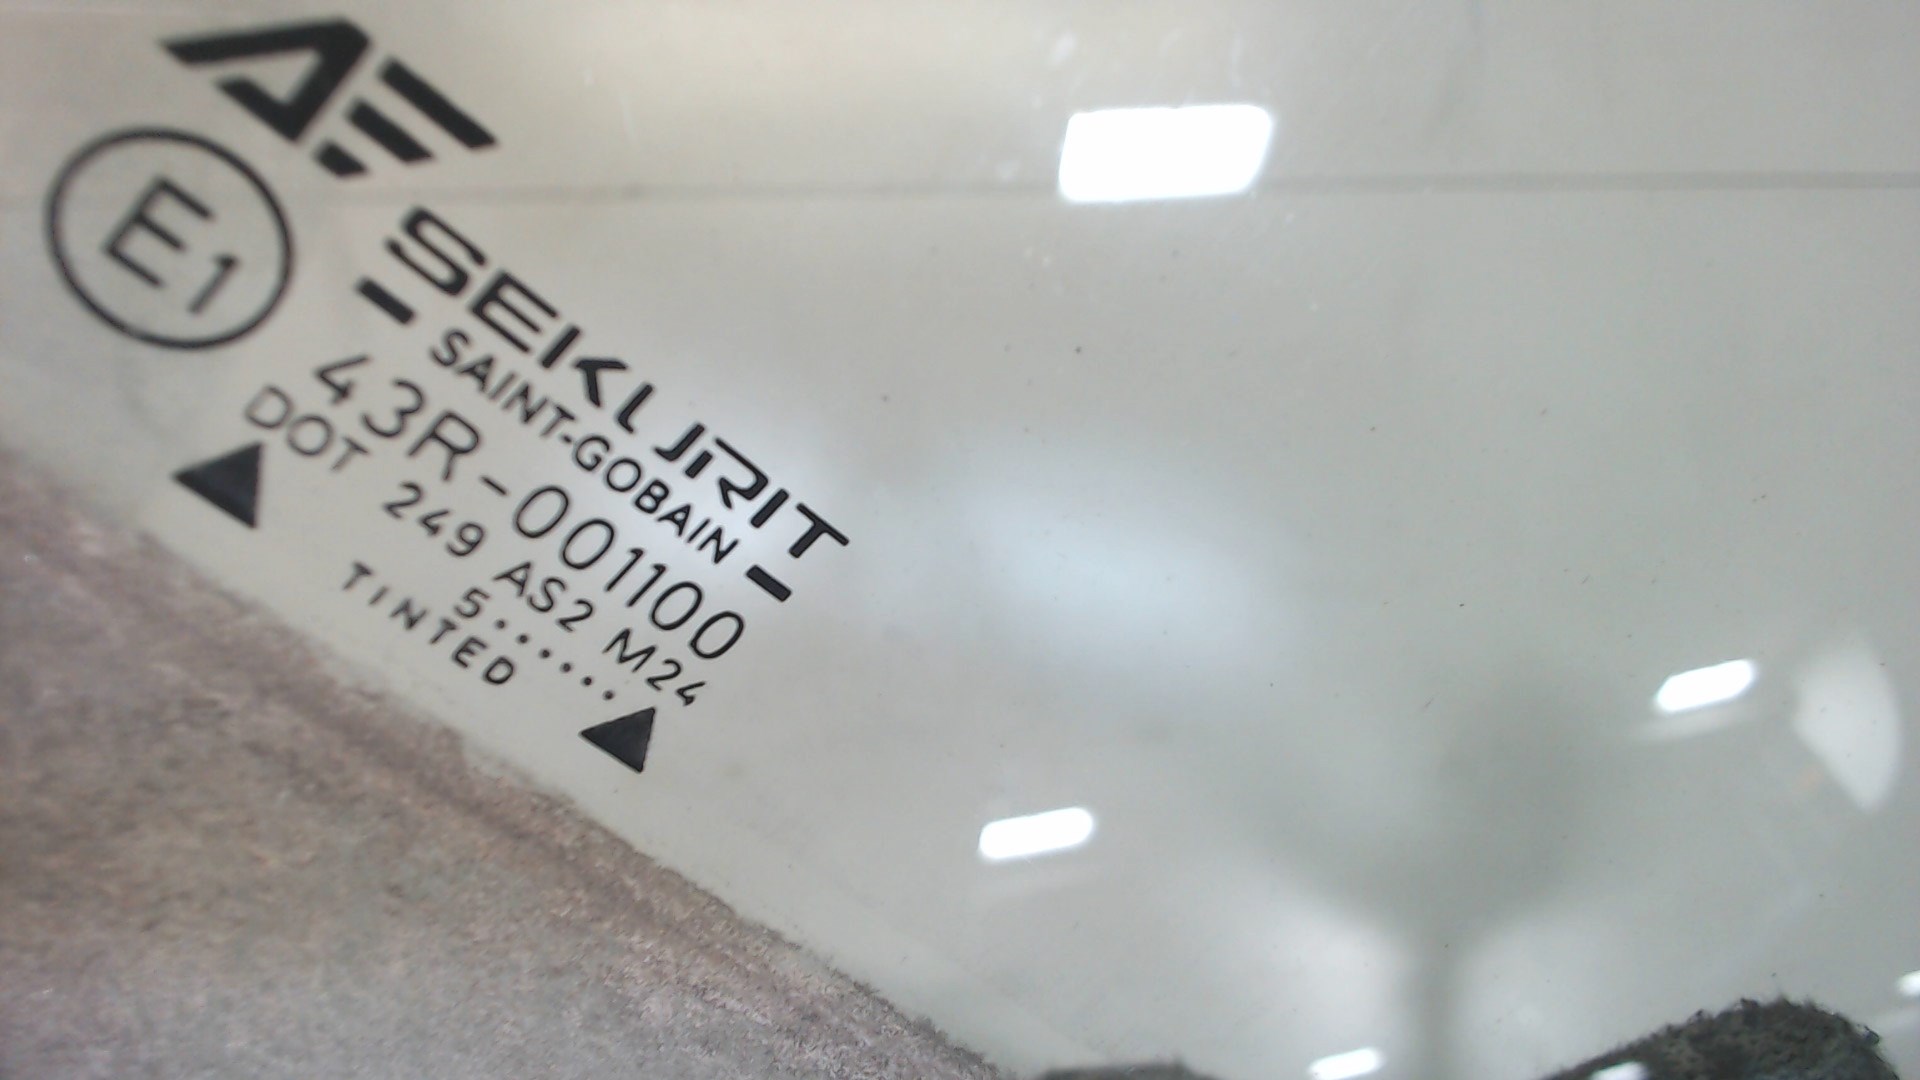 E1
SEKURIT
- SAINT-GOBAIN -
43R-001100
DOT 249 AS2 M24
5.......
TINTED